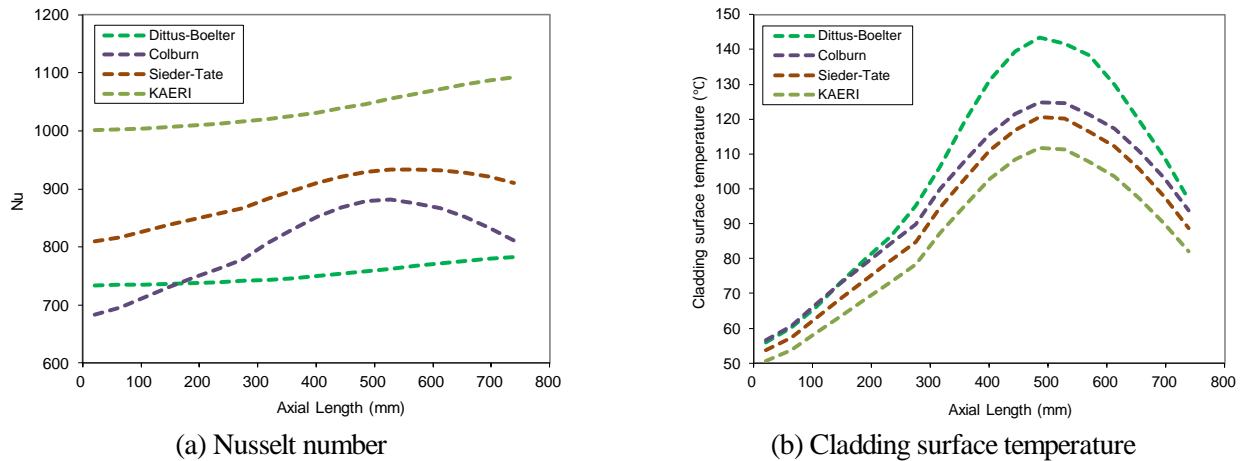 1200
1100
1000
900
800
700
600
Nu
Dittus-Boelter
Colburn
Sieder-Tate
KAERI
0 100 200 300 400 500 600 700 800
Axial Length (mm)
(a) Nusselt number
150
140
130
120
110
100
90
80
70
60
50
Cladding surface temperature (℃)
Dittus-Boelter
Colburn
Sieder-Tate
KAERI
0 100 200 300 400 500 600 700 800
Axial Length (mm)
(b) Cladding surface temperature